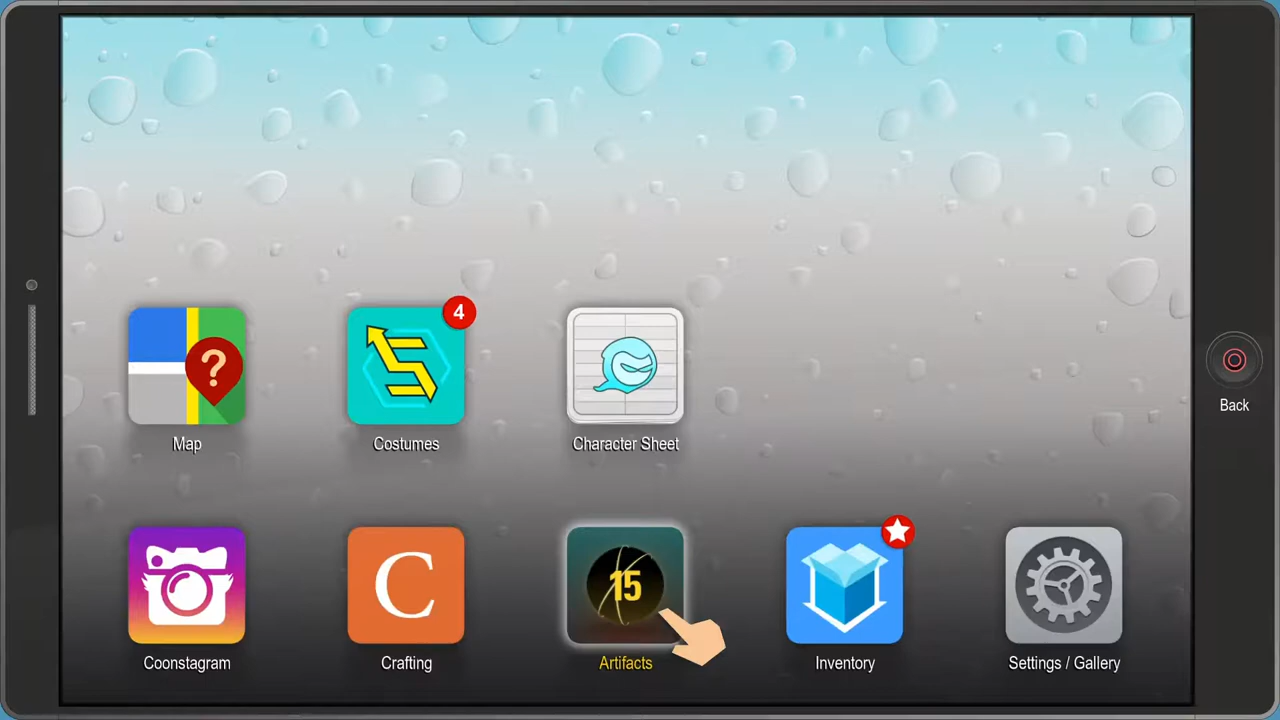 4
?
Map
Costumes
Character Sheet
Back
C
15
Coonstagram
Crafting
Artifacts
Inventory
Settings / Gallery